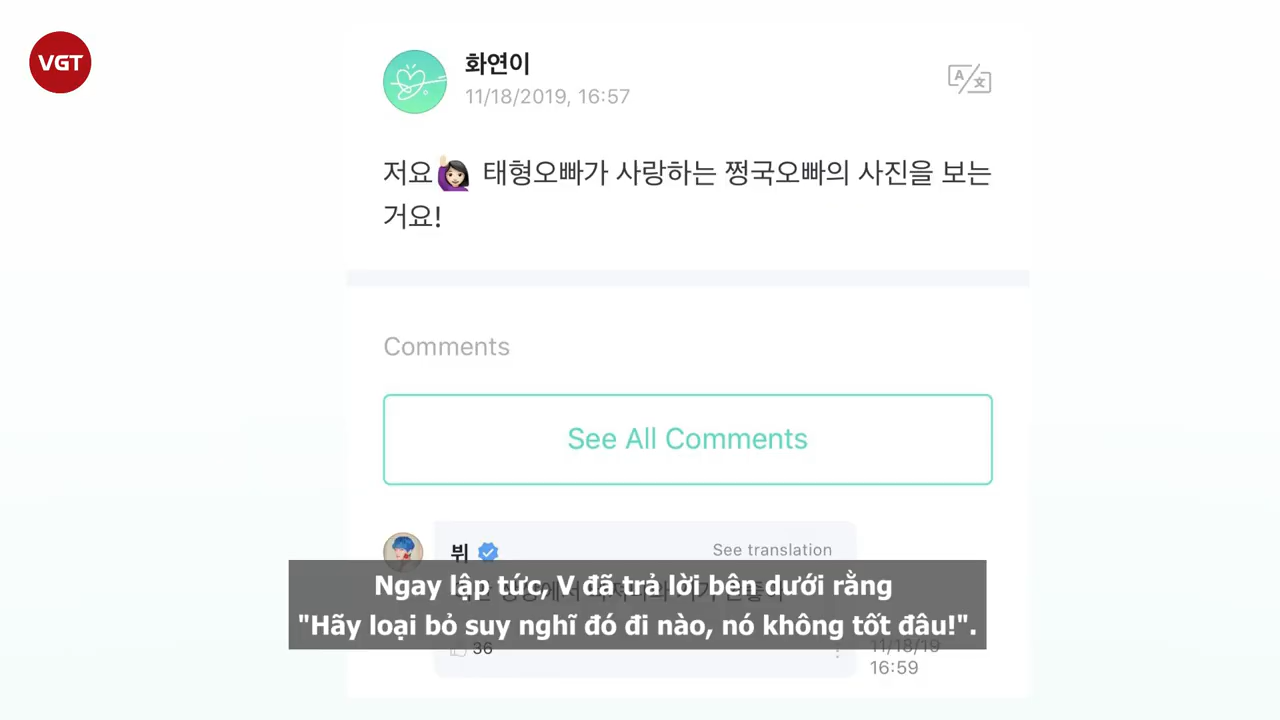 VGT
화연이
11/18/2019, 16:57
저요 태형오빠가 사랑하는 쩡국오빠의 사진을 보는
거요!
Comments
See All Comments
뷔
See translation
Ngay lập tức, V đã trả lời bên dưới rằng
"Hãy loại bỏ suy nghĩ đó đi nào, nó không tốt đâu!".
36
11/18/19
16:59